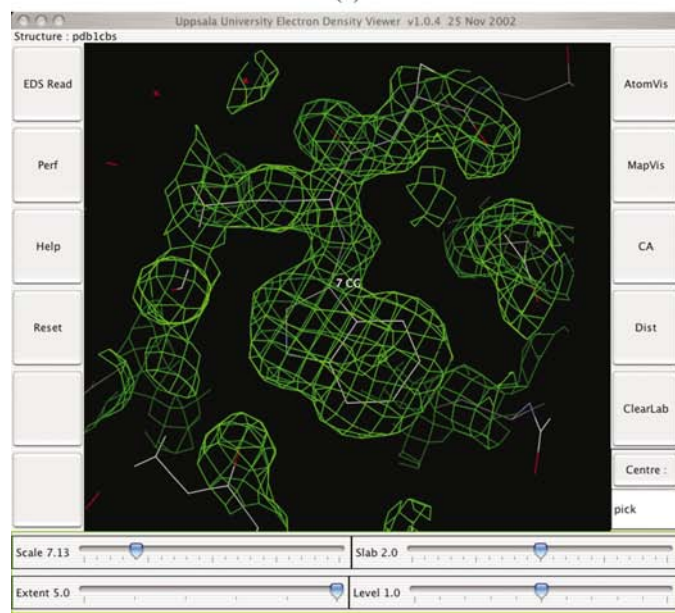 Uppsala University Electron Density Viewer v1.0.4 25 Nov 2002
Structure : pdb1cbs
EDS Read
AtomVis
Perf
MapVis
Help
CA
7 CG
Reset
Dist
ClearLab
Centre :
pick
Scale 7.13
Slab 2.0
Extent 5.0
Level 1.0